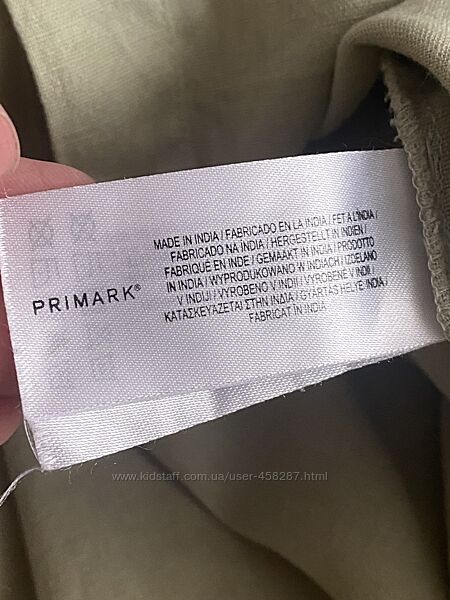 PRIMARK®
MADE IN INDIA / FABRICADO EN LA INDIA / FET A L'ÍNDIA /
FABRICADO NA INDIA / HERGESTELLT IN INDIEN /
FABRIQUÉ EN INDE / GEMAAKT IN INDIA / PRODOTTO
IN INDIA / WYPRODUKOWANO W INDIACH / IZDELANO
V INDIJI / VYROBENO V INDII / VYROBENÉ V INDII /
ΚΑΤΑΣΚΕΥΑΖΕΤΑΙ ΣΤΗΝ ΙΝΔΙΑ / GYÁRTÁS HELYE INDIA /
FABRICAT ÎN INDIA
www.kidstaff.com.ua/user-458287.html